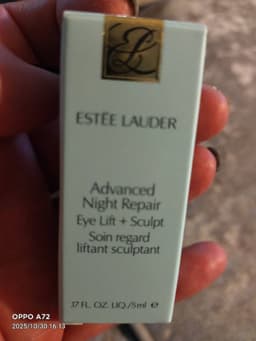 ESTĒE LAUDER
Advanced
Night Repair
Eye Lift + Sculpt
Soin regard
liftant sculptant
.17 FL. OZ. LIQ./5ml ℮
OPPO A72
2025/10/30 16:13